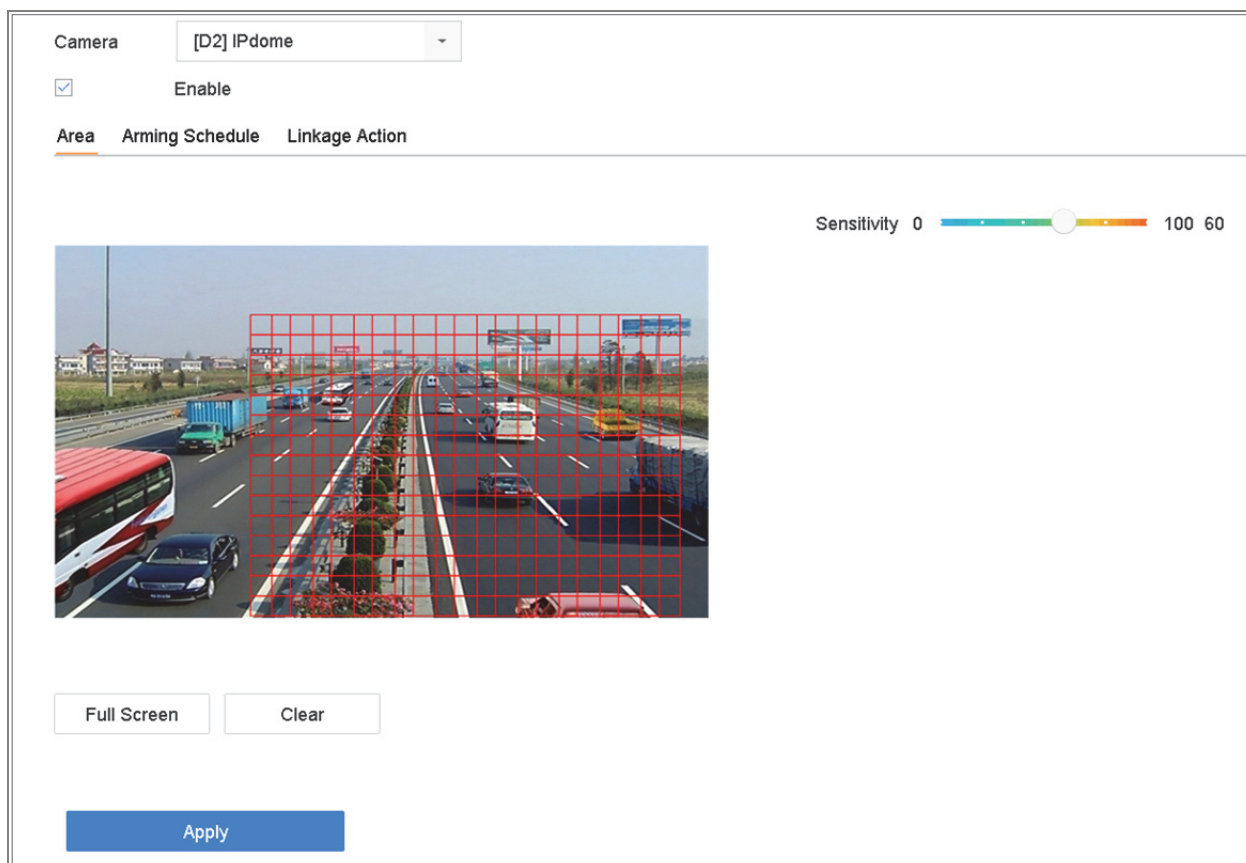 Camera [D2] IPdome
Enable
Area Arming Schedule Linkage Action
Sensitivity 0 100 60
Full Screen Clear
Apply